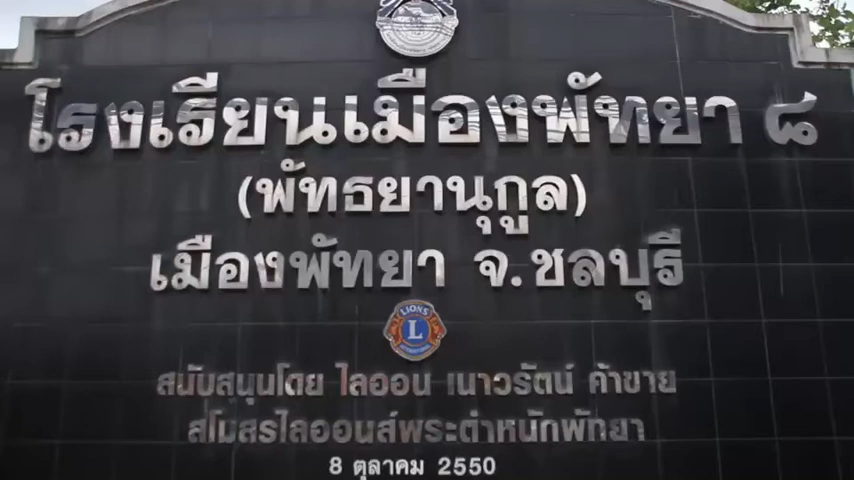 โรงเรียนเมืองพัทยา ๘
(พัทธยานุกูล)
เมืองพัทยา จ.ชลบุรี
LIONS
L
INTERNATIONAL
สนับสนุนโดย ไลออน เนาวรัตน์ ค้าขาย
สโมสรไลออนส์พระตำหนักพัทยา
8 ตุลาคม 2550